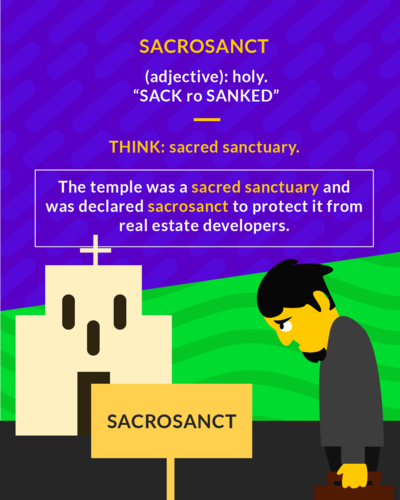 SACROSANCT
(adjective): holy.
“SACK ro SANKED”
THINK: sacred sanctuary.
The temple was a sacred sanctuary and
was declared sacrosanct to protect it from
real estate developers.
SACROSANCT